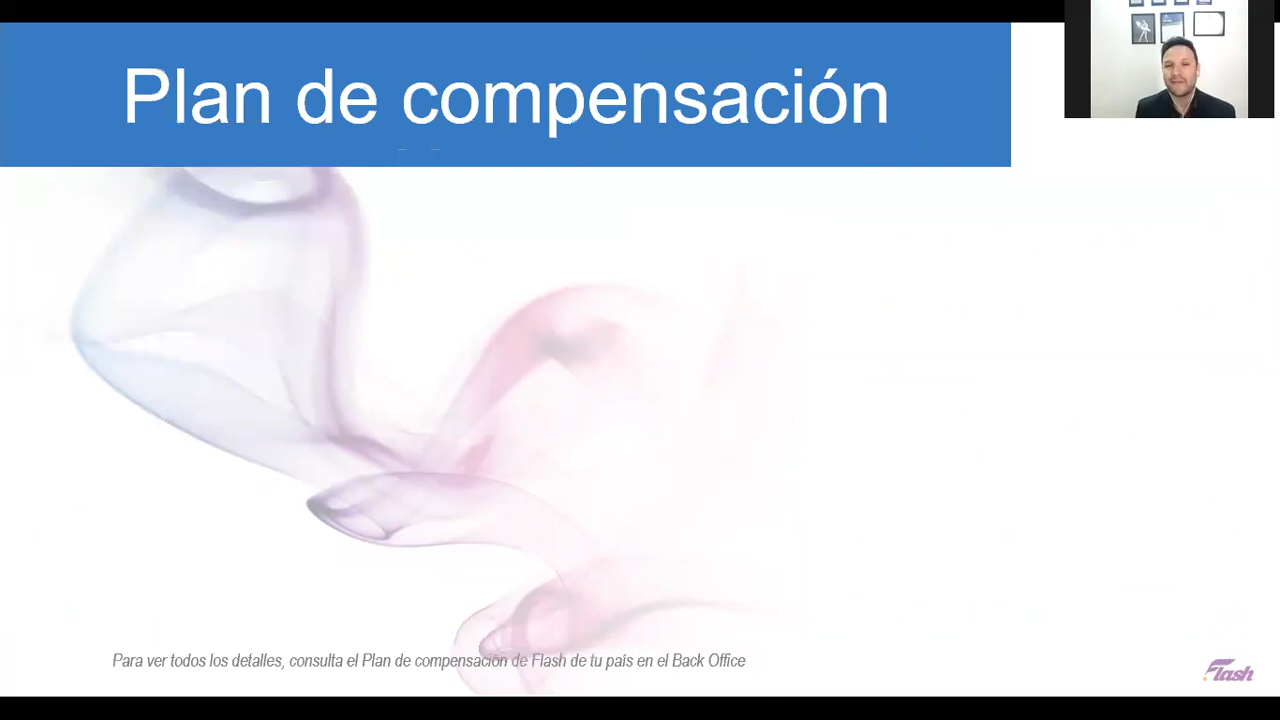 Plan de compensación
Para ver todos los detalles, consulta el Plan de compensación de Flash de tu país en el Back Office
Flash